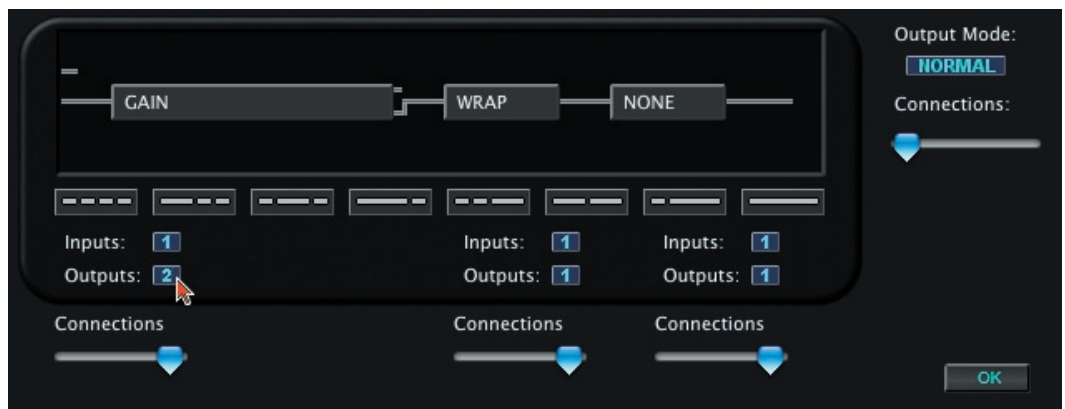 Output Mode:
NORMAL
GAIN WRAP NONE
Connections:
Inputs: 1 Inputs: 1 Inputs: 1
Outputs: 2 Outputs: 1 Outputs: 1
Connections Connections Connections
OK